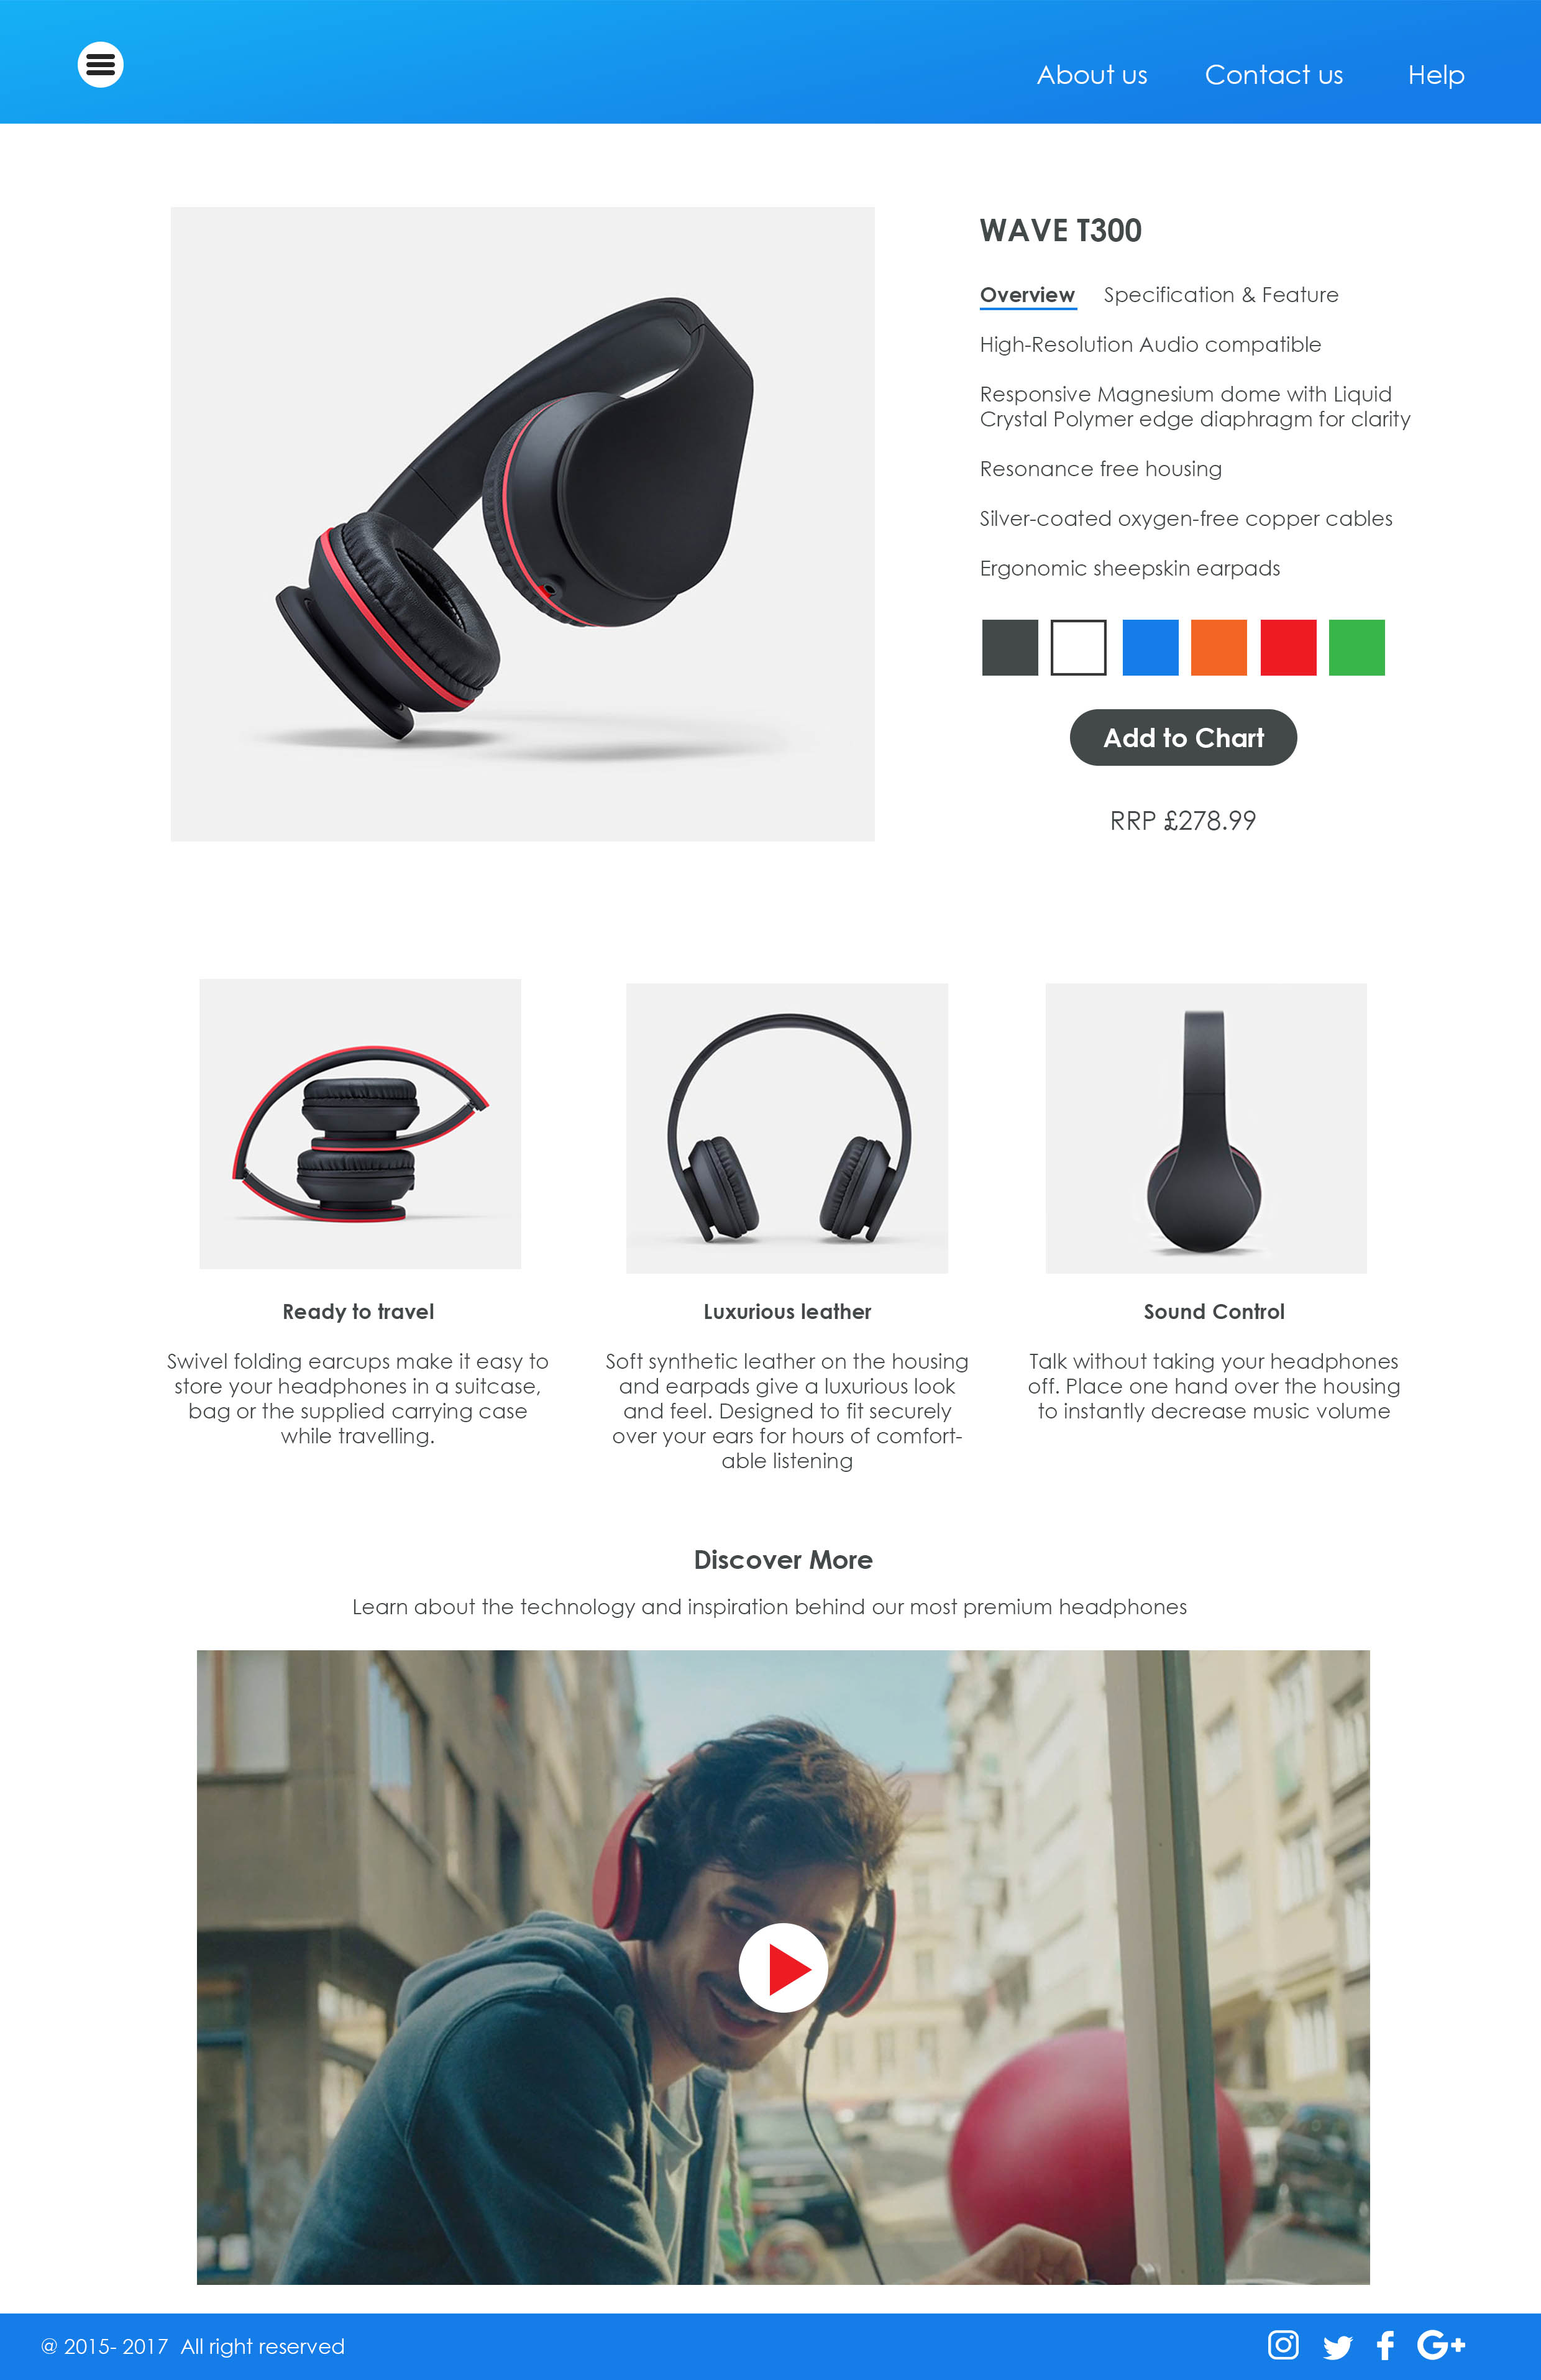 About us Contact us Help
WAVE T300
Overview Specification & Feature
High-Resolution Audio compatible
Responsive Magnesium dome with Liquid
Crystal Polymer edge diaphragm for clarity
Resonance free housing
Silver-coated oxygen-free copper cables
Ergonomic sheepskin earpads
Add to Chart
RRP £278.99
Ready to travel
Swivel folding earcups make it easy to
store your headphones in a suitcase,
bag or the supplied carrying case
while travelling.
Luxurious leather
Soft synthetic leather on the housing
and earpads give a luxurious look
and feel. Designed to fit securely
over your ears for hours of comfort-
able listening
Sound Control
Talk without taking your headphones
off. Place one hand over the housing
to instantly decrease music volume
Discover More
Learn about the technology and inspiration behind our most premium headphones
@ 2015- 2017 All right reserved